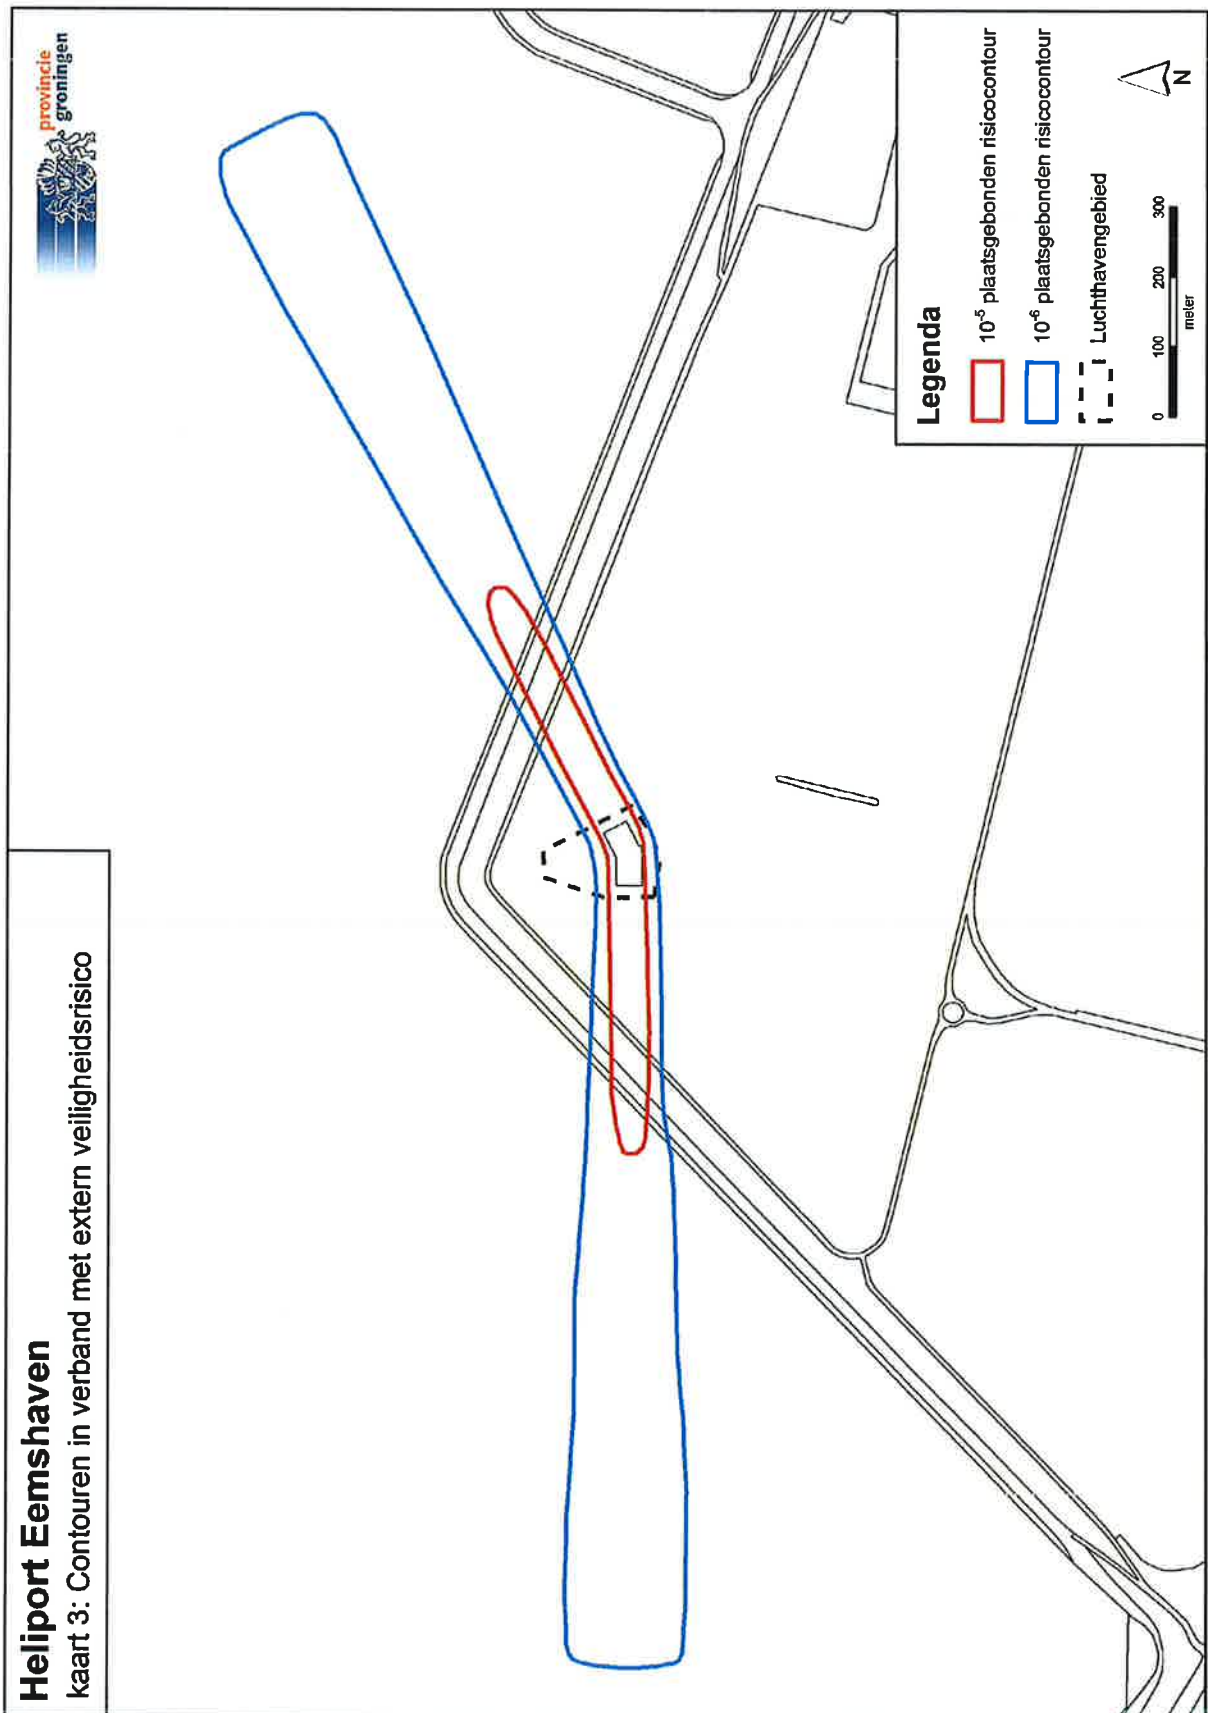 Heliport Eemshaven
kaart 3: Contouren in verband met extern veiligheidsrisico
provincie
groningen
Legenda
10⁻⁵ plaatsgebonden risicocontour
10⁻⁶ plaatsgebonden risicocontour
Luchthavengebied
0 100 200 300
meter
N